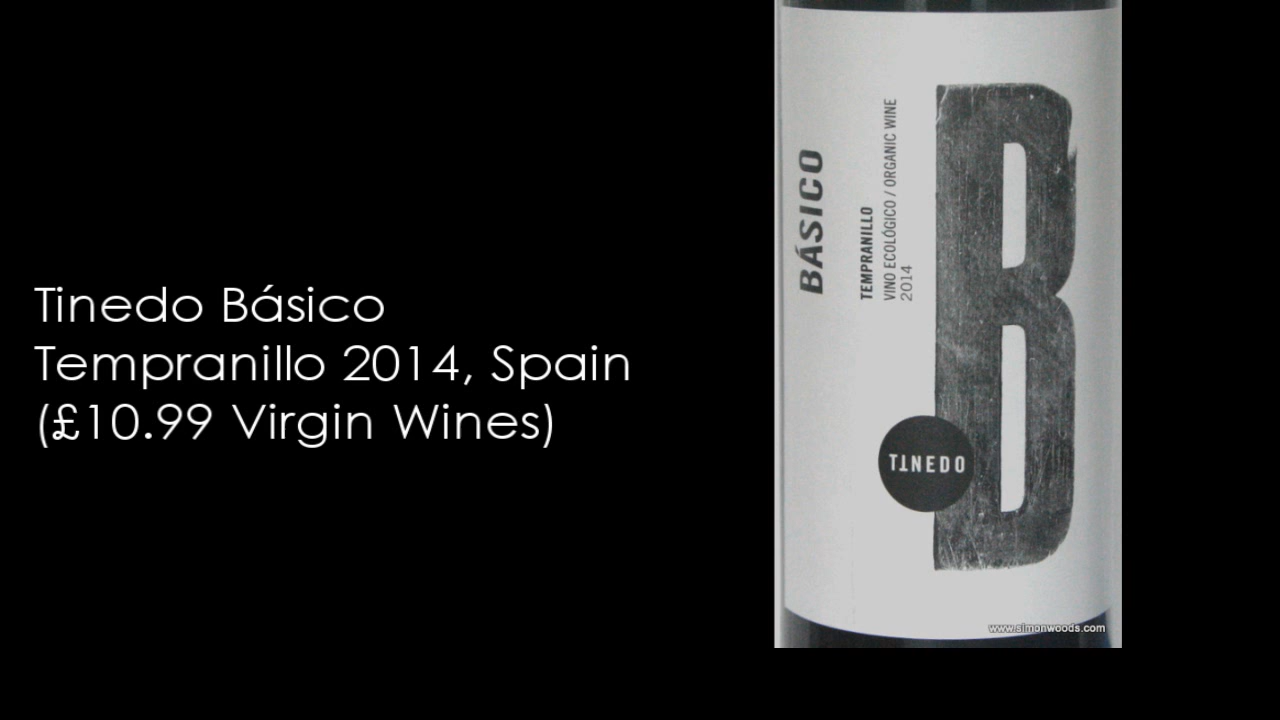 Tinedo Básico
Tempranillo 2014, Spain
(£10.99 Virgin Wines)
BÁSICO
TEMPRANILLO
VINO ECOLÓGICO / ORGANIC WINE
2014
B
TINEDO
www.simonwoods.com